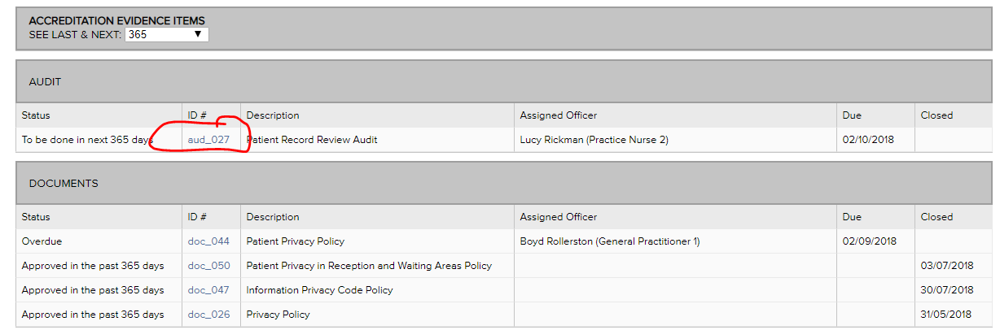 ACCREDITATION EVIDENCE ITEMS
SEE LAST & NEXT: 365
AUDIT
Status ID # Description Assigned Officer Due Closed
To be done in next 365 days aud_027 Patient Record Review Audit Lucy Rickman (Practice Nurse 2) 02/10/2018
DOCUMENTS
Status ID # Description Assigned Officer Due Closed
Overdue doc_044 Patient Privacy Policy Boyd Rollerston (General Practitioner 1) 02/09/2018
Approved in the past 365 days doc_050 Patient Privacy in Reception and Waiting Areas Policy 03/07/2018
Approved in the past 365 days doc_047 Information Privacy Code Policy 30/07/2018
Approved in the past 365 days doc_026 Privacy Policy 31/05/2018